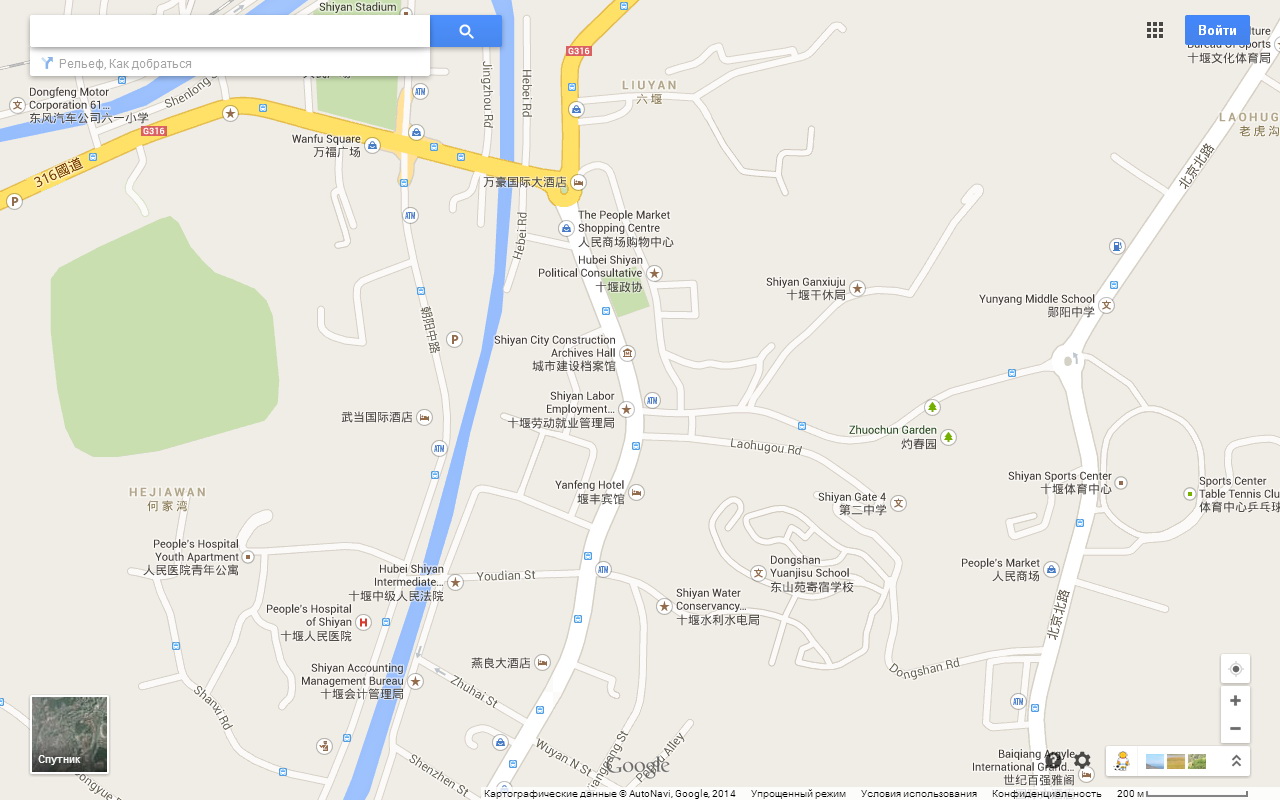 Shiyan Stadium
Войти
Рельеф, Как добраться
G316
Bureau of Sports
十堰文化体育局
Dongfeng Motor
Corporation 61...
东风汽车公司六一小学
Shenlong
Jingzhou Rd
Hebei Rd
LIUYAN
六堰
LAOHUG
老虎沟
G316
316國道
Wanfu Square
万福广场
万豪国际大酒店
北京北路
The People Market
Shopping Centre
人民商场购物中心
Hebei Rd
Hubei Shiyan
Political Consultative
十堰政协
Shiyan Ganxiuju
十堰干休局
Yunyang Middle School
郧阳中学
朝阳中路
Shiyan City Construction
Archives Hall
城市建设档案馆
Shiyan Labor
Employment...
十堰劳动就业管理局
武当国际酒店
Zhuochun Garden
灼春园
Laohugou Rd
HEJIAWAN
何家湾
Yanfeng Hotel
堰丰宾馆
Shiyan Gate 4
第二中学
Shiyan Sports Center
十堰体育中心
Sports Center
Table Tennis Clu
体育中心乒乓球
People's Hospital
Youth Apartment
人民医院青年公寓
Hubei Shiyan
Intermediate...
十堰中级人民法院
Youdian St
Dongshan
Yuanjisu School
东山苑寄宿学校
People's Market
人民商场
Shiyan Water
Conservancy...
十堰水利水电局
People's Hospital
of Shiyan
十堰人民医院
北京北路
Shiyan Accounting
Management Bureau
十堰会计管理局
燕良大酒店
Dongshan Rd
Zhuhai St
Shanxi Rd
Wuyan N St
Shenzhen St
Alley
Спутник
Google
Baiqiang Argyle
International Grand...
世纪百强雅阁
Картографические данные © AutoNavi, Google, 2014 Упрощенный режим Условия использования Конфиденциальность 200 м